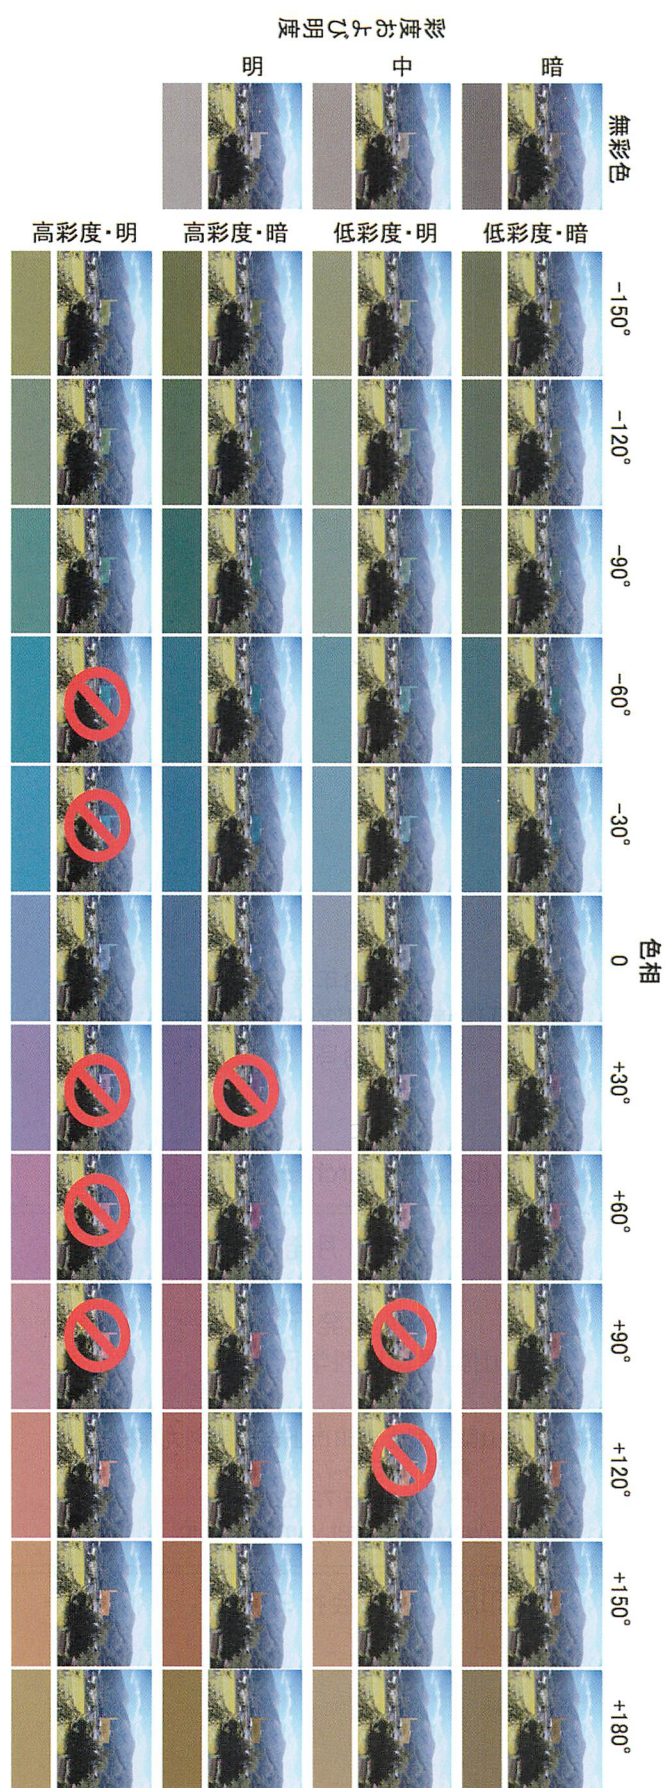 彩度および明度
明
中
暗
無彩色
高彩度・明
高彩度・暗
低彩度・明
低彩度・暗
-150°
-120°
-90°
-60°
-30°
0
色相
+30°
+60°
+90°
+120°
+150°
+180°